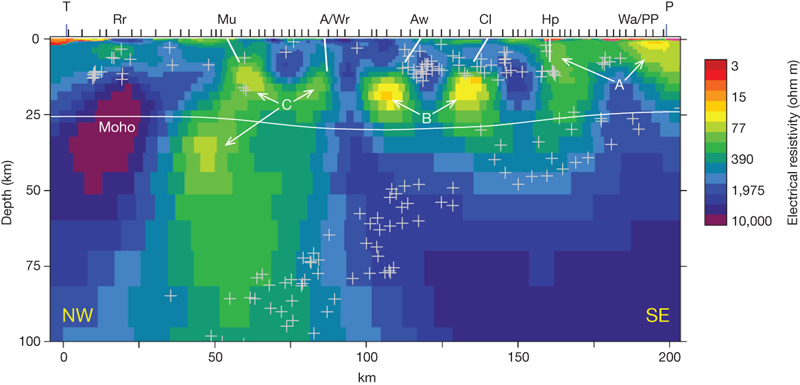 T P
Rr Mu A/Wr Aw Cl Hp Wa/PP
0
25
50
75
100
Depth (km)
Moho
C
B
A
NW
SE
0 50 100 150 200
km
3
15
77
390
1,975
10,000
Electrical resistivity (ohm m)